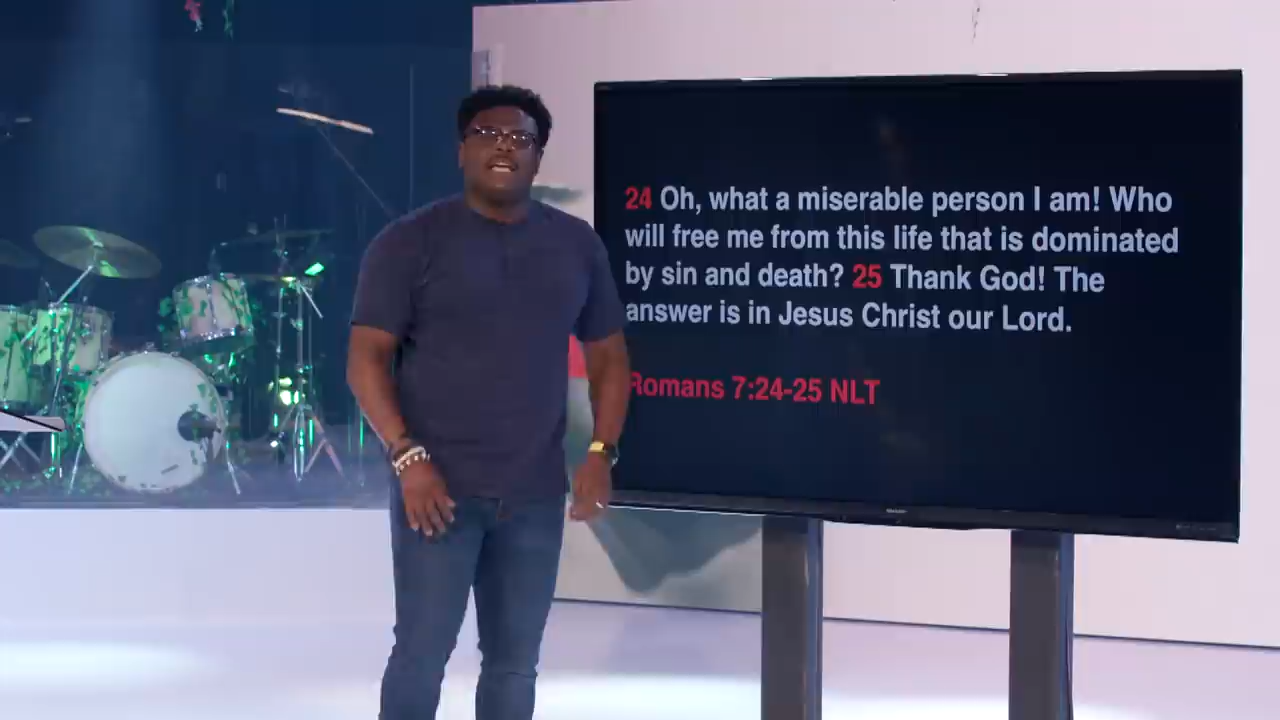 24 Oh, what a miserable person I am! Who
will free me from this life that is dominated
by sin and death? 25 Thank God! The
answer is in Jesus Christ our Lord.
Romans 7:24-25 NLT
SHARP